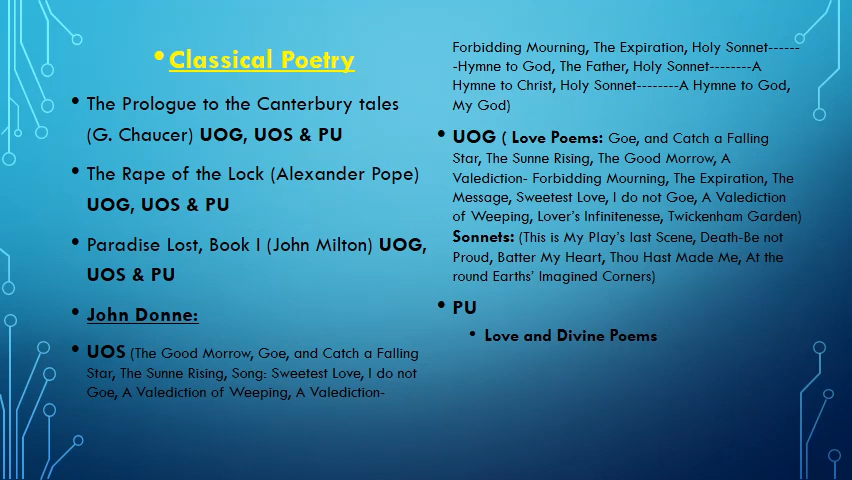 • Classical Poetry
• The Prologue to the Canterbury tales
(G. Chaucer) UOG, UOS & PU
• The Rape of the Lock (Alexander Pope)
UOG, UOS & PU
• Paradise Lost, Book I (John Milton) UOG,
UOS & PU
• John Donne:
• UOS (The Good Morrow, Goe, and Catch a Falling
Star, The Sunne Rising, Song: Sweetest Love, I do not
Goe, A Valediction of Weeping, A Valediction-
Forbidding Mourning, The Expiration, Holy Sonnet------
-Hymne to God, The Father, Holy Sonnet--------A
Hymne to Christ, Holy Sonnet--------A Hymne to God,
My God)
• UOG ( Love Poems: Goe, and Catch a Falling
Star, The Sunne Rising, The Good Morrow, A
Valediction- Forbidding Mourning, The Expiration, The
Message, Sweetest Love, I do not Goe, A Valediction
of Weeping, Lover's Infinitenesse, Twickenham Garden)
Sonnets: (This is My Play's last Scene, Death-Be not
Proud, Batter My Heart, Thou Hast Made Me, At the
round Earths' Imagined Corners)
• PU
• Love and Divine Poems